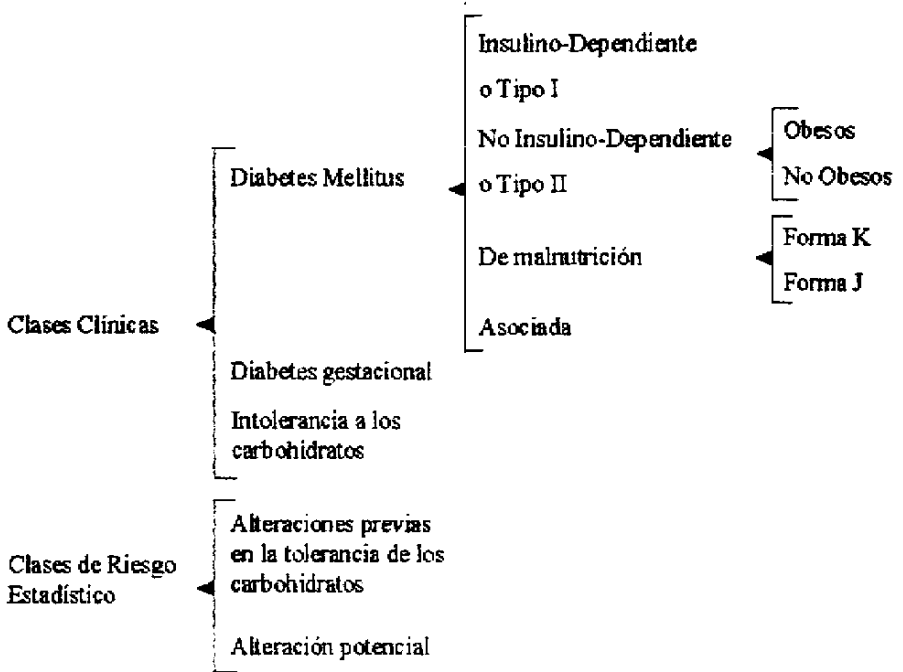 Clases Clínicas
Diabetes Mellitus
Insulino-Dependiente
o Tipo I
No Insulino-Dependiente
o Tipo II
Obesos
No Obesos
De malnutrición
Forma K
Forma J
Asociada
Diabetes gestacional
Intolerancia a los
carbohidratos
Clases de Riesgo
Estadístico
Alteraciones previas
en la tolerancia de los
carbohidratos
Alteración potencial